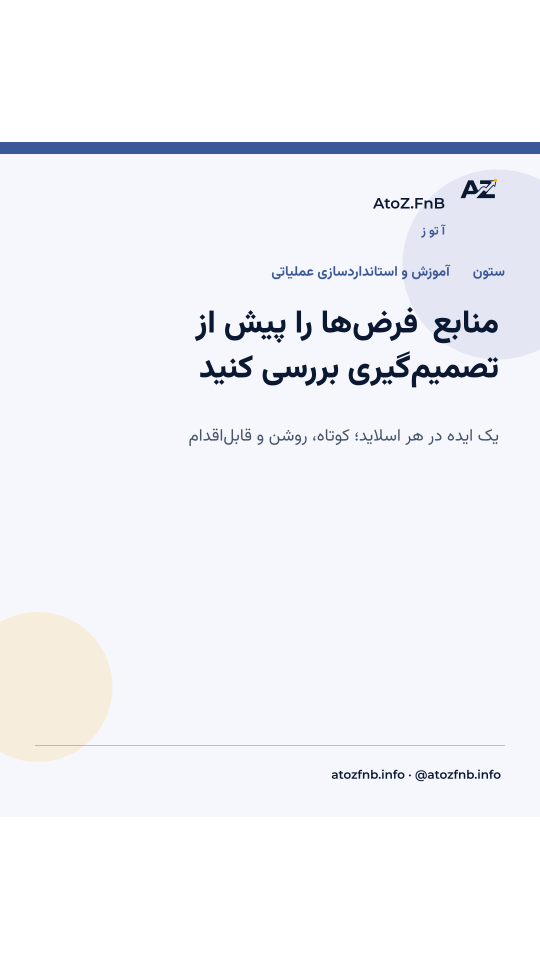 AZ
AtoZ.FnB
آ تو ز
ستون آموزش و استانداردسازی عملیاتی
منابع فرض‌ها را پیش از
تصمیم‌گیری بررسی کنید
یک ایده در هر اسلاید؛ کوتاه، روشن و قابل‌اقدام
atozfnb.info · @atozfnb.info